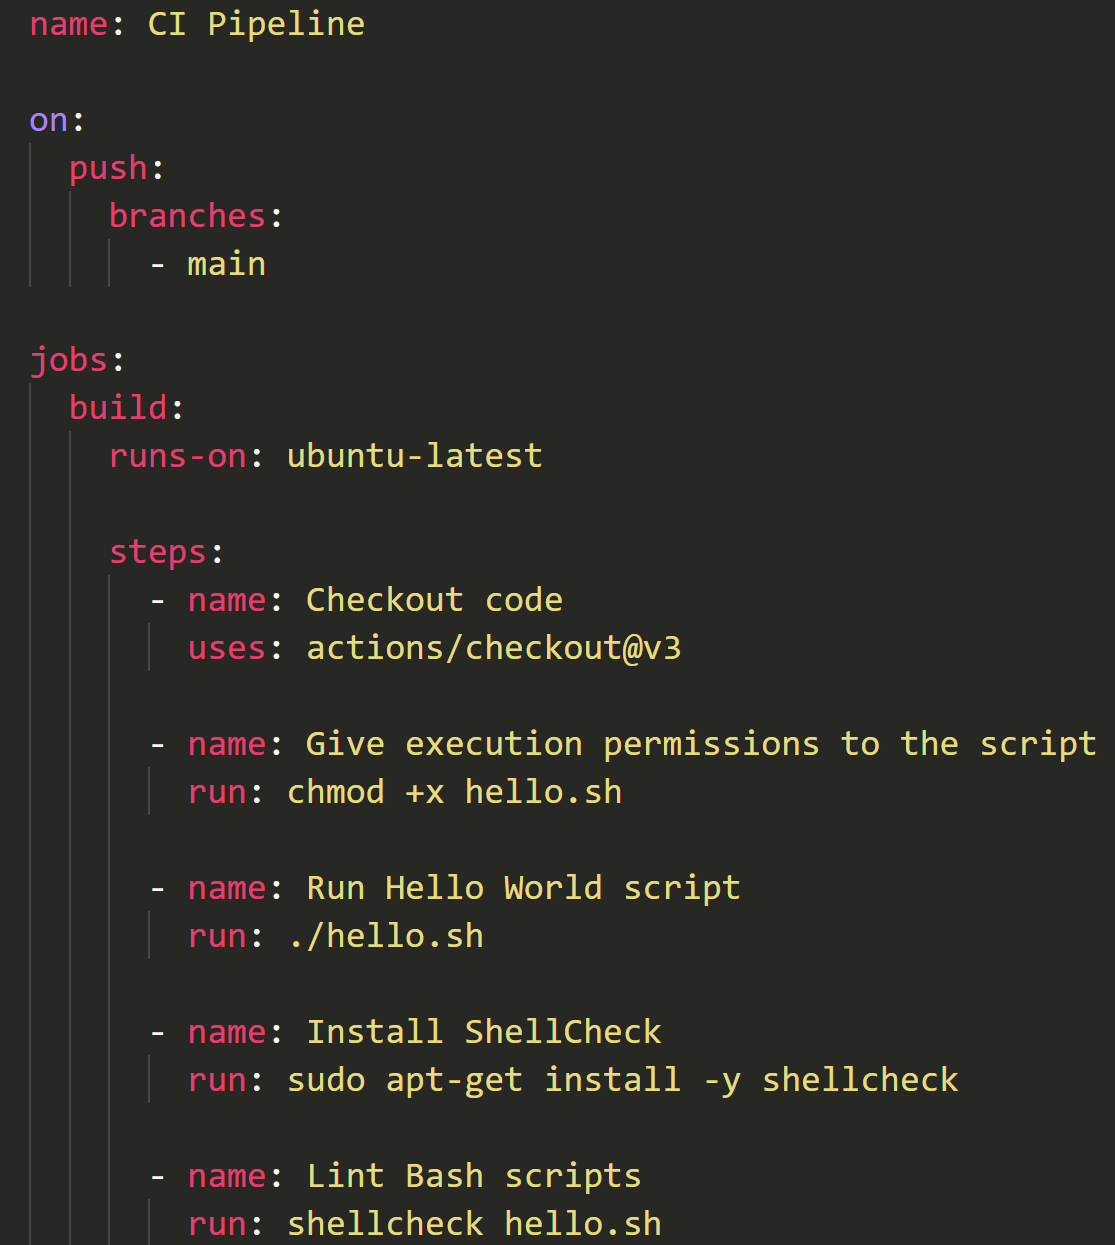 name: CI Pipeline
on:
push:
branches:
- main
jobs:
build:
runs-on: ubuntu-latest
steps:
- name: Checkout code
uses: actions/checkout@v3
- name: Give execution permissions to the script
run: chmod +x hello.sh
- name: Run Hello World script
run: ./hello.sh
- name: Install ShellCheck
run: sudo apt-get install -y shellcheck
- name: Lint Bash scripts
run: shellcheck hello.sh